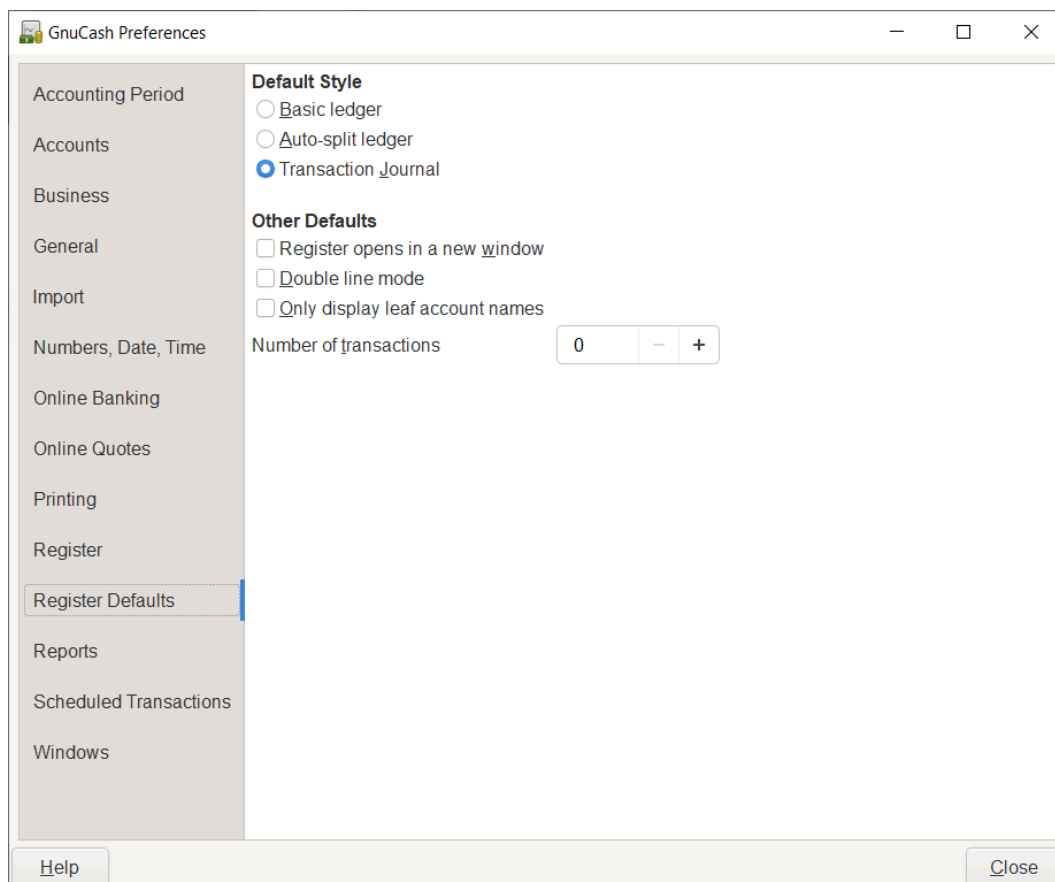 GnuCash Preferences
Accounting Period
Accounts
Business
General
Import
Numbers, Date, Time
Online Banking
Online Quotes
Printing
Register
Register Defaults
Reports
Scheduled Transactions
Windows
Default Style
Basic ledger
Auto-split ledger
Transaction Journal
Other Defaults
Register opens in a new window
Double line mode
Only display leaf account names
Number of transactions 0 − +
Help Close